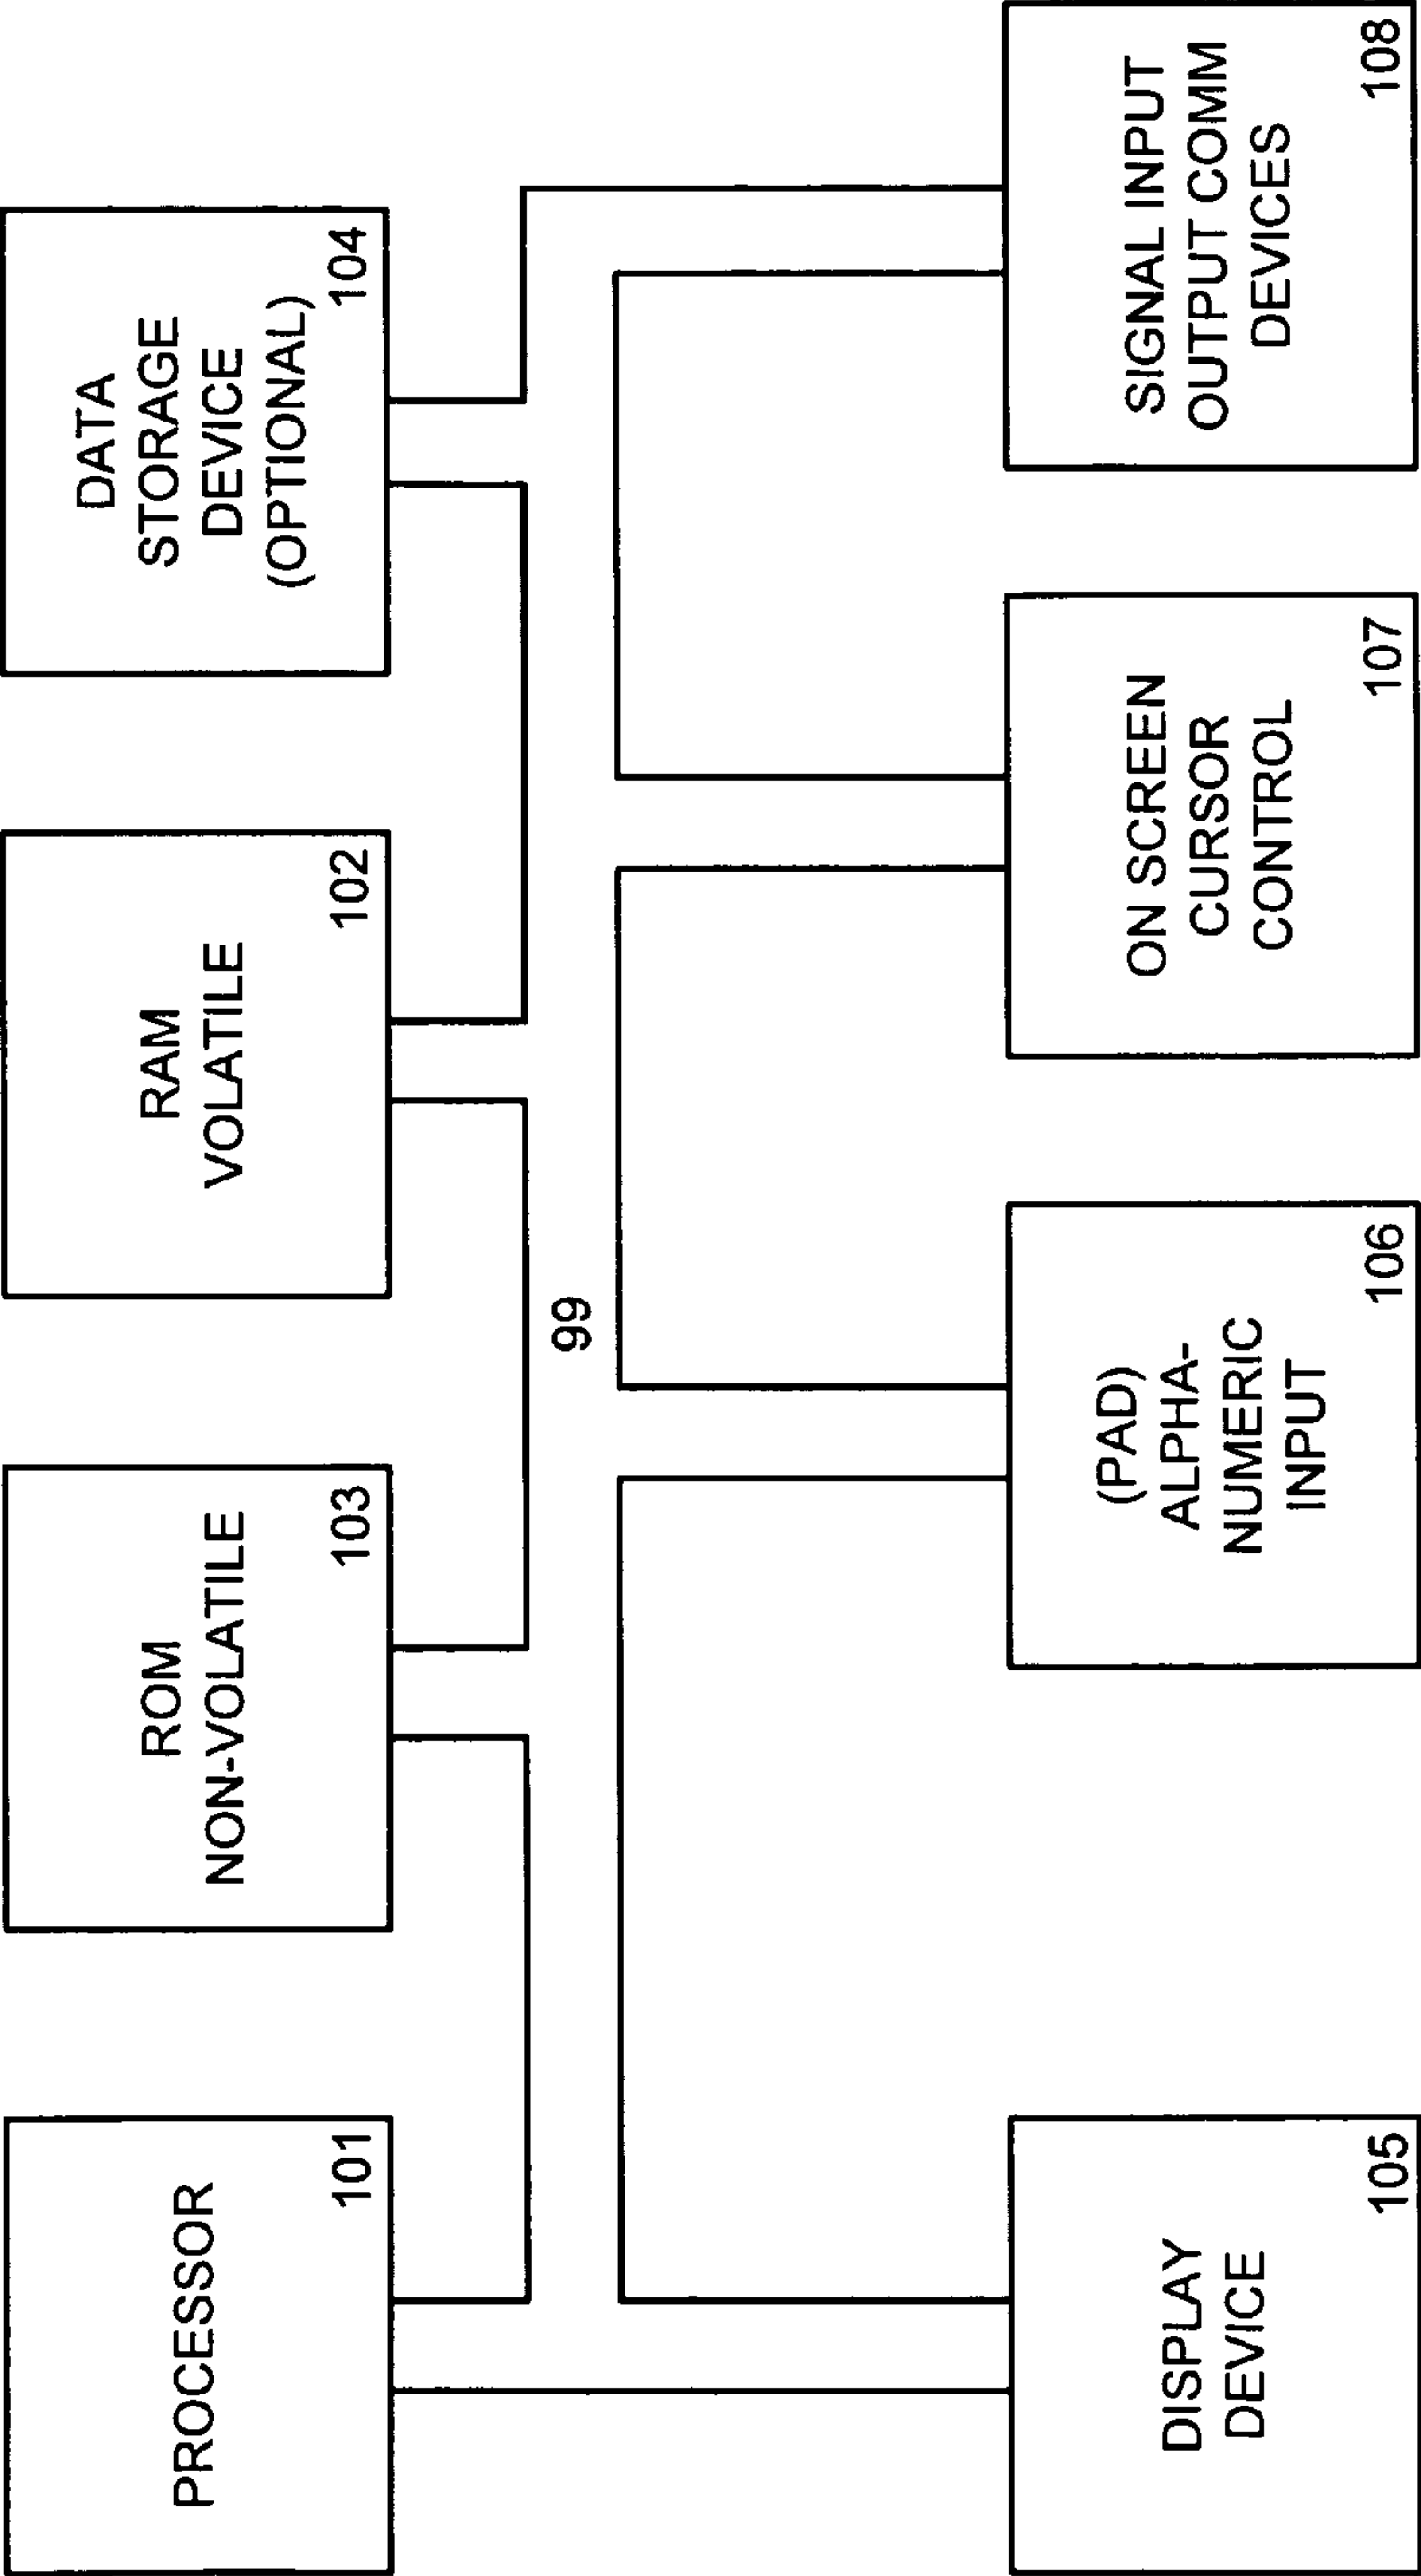 PROCESSOR
101
ROM
NON-VOLATILE
103
RAM
VOLATILE
102
DATA
STORAGE
DEVICE
(OPTIONAL)
104
99
DISPLAY
DEVICE
105
(PAD)
ALPHA-
NUMERIC
INPUT
106
ON SCREEN
CURSOR
CONTROL
107
SIGNAL INPUT
OUTPUT COMM
DEVICES
108